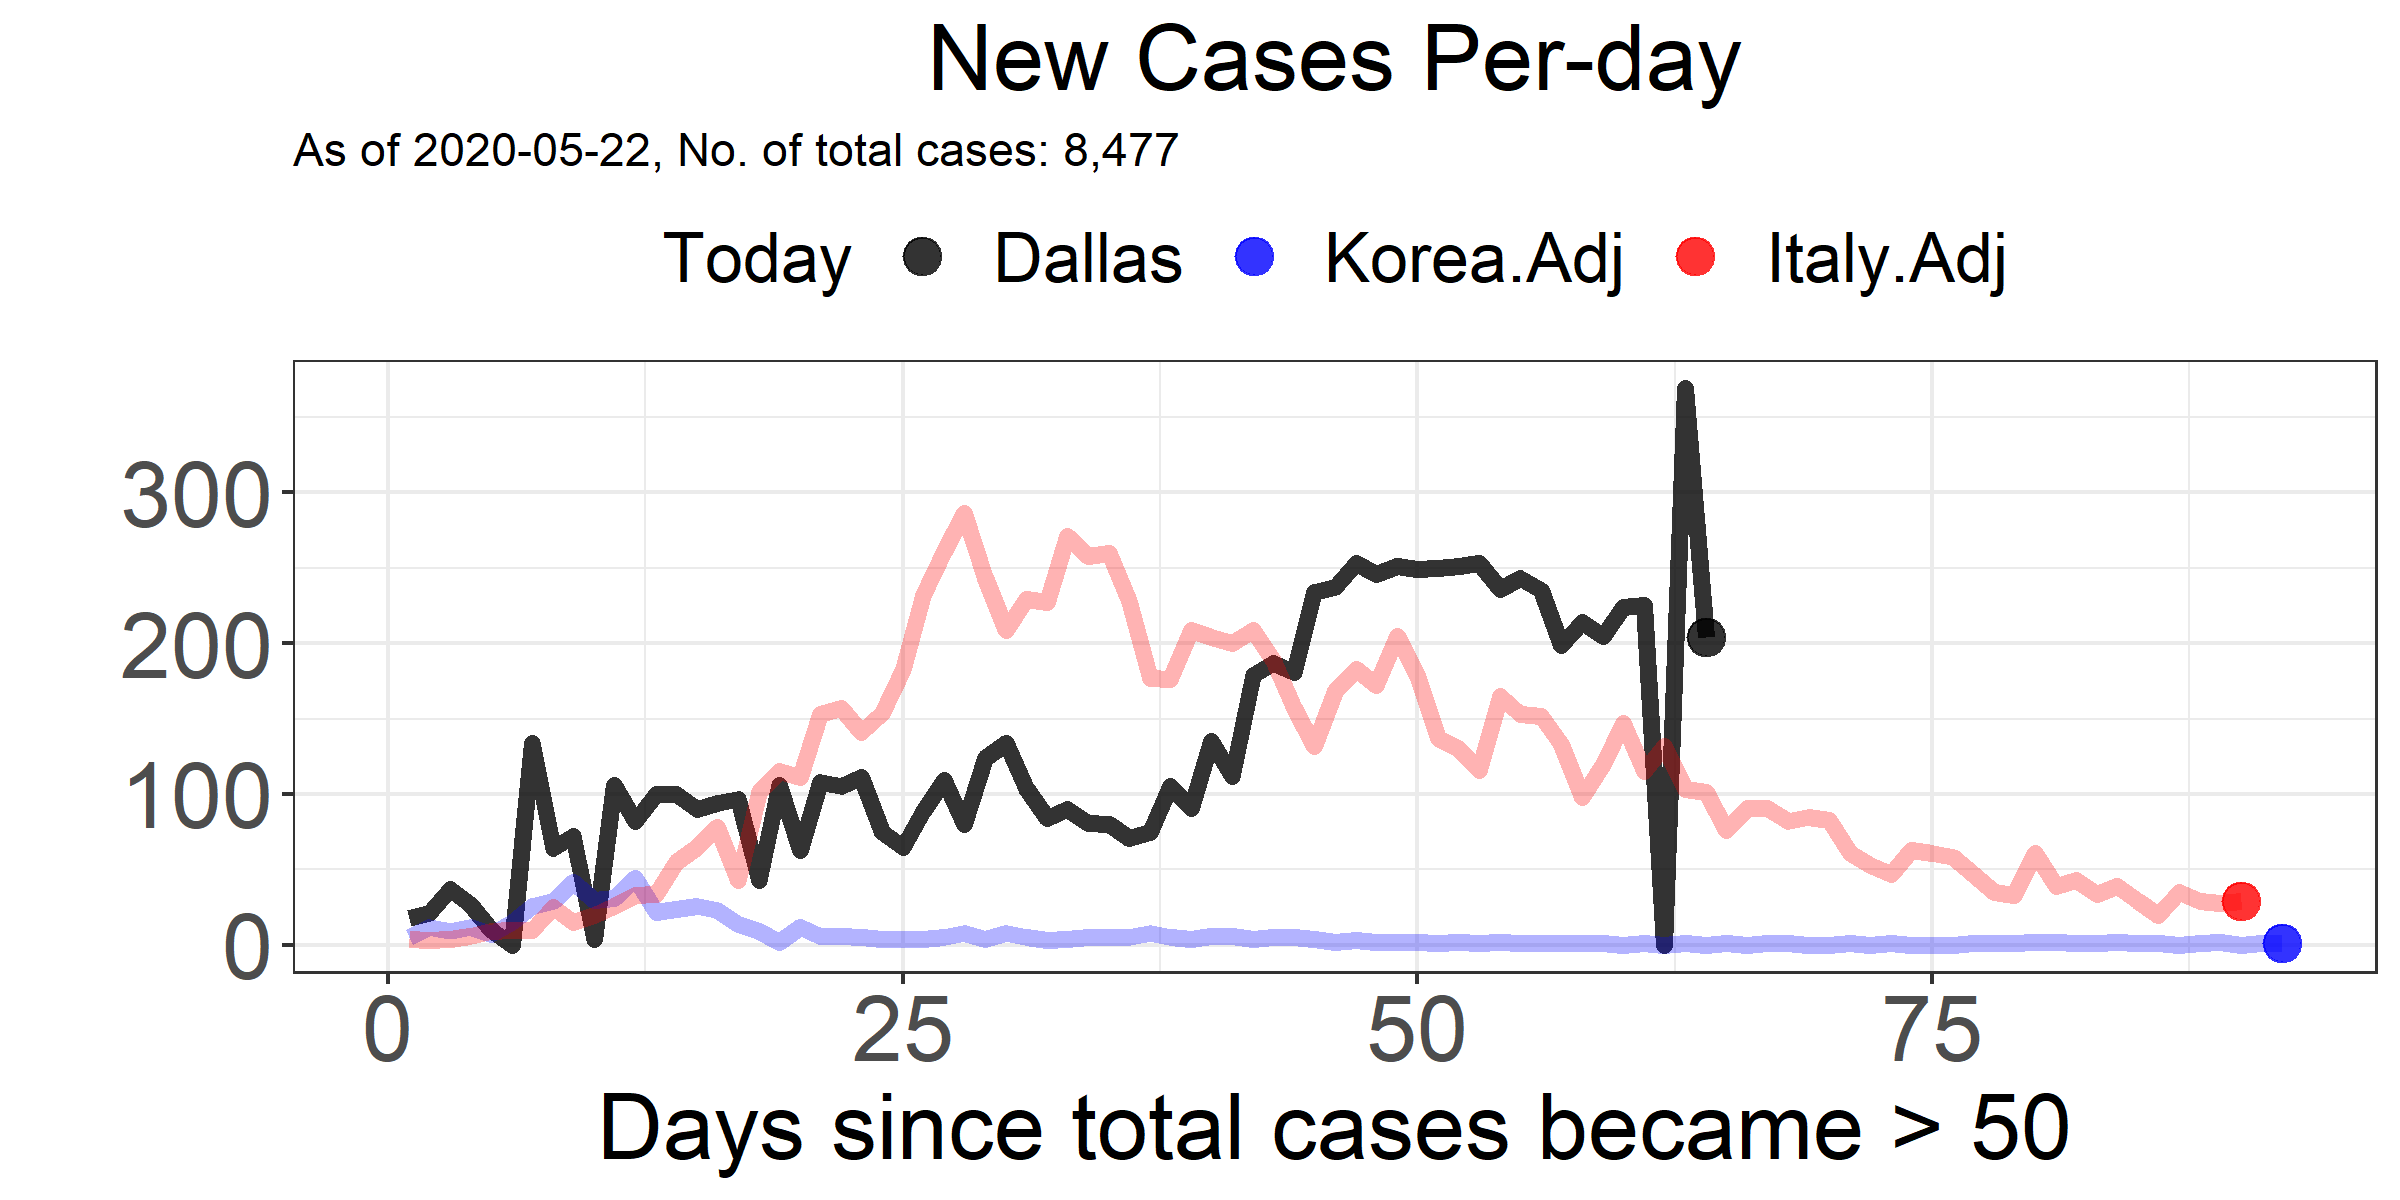 New Cases Per-day
As of 2020-05-22, No. of total cases: 8,477
Today Dallas Korea.Adj Italy.Adj
300
200
100
0
0 25 50 75
Days since total cases became > 50